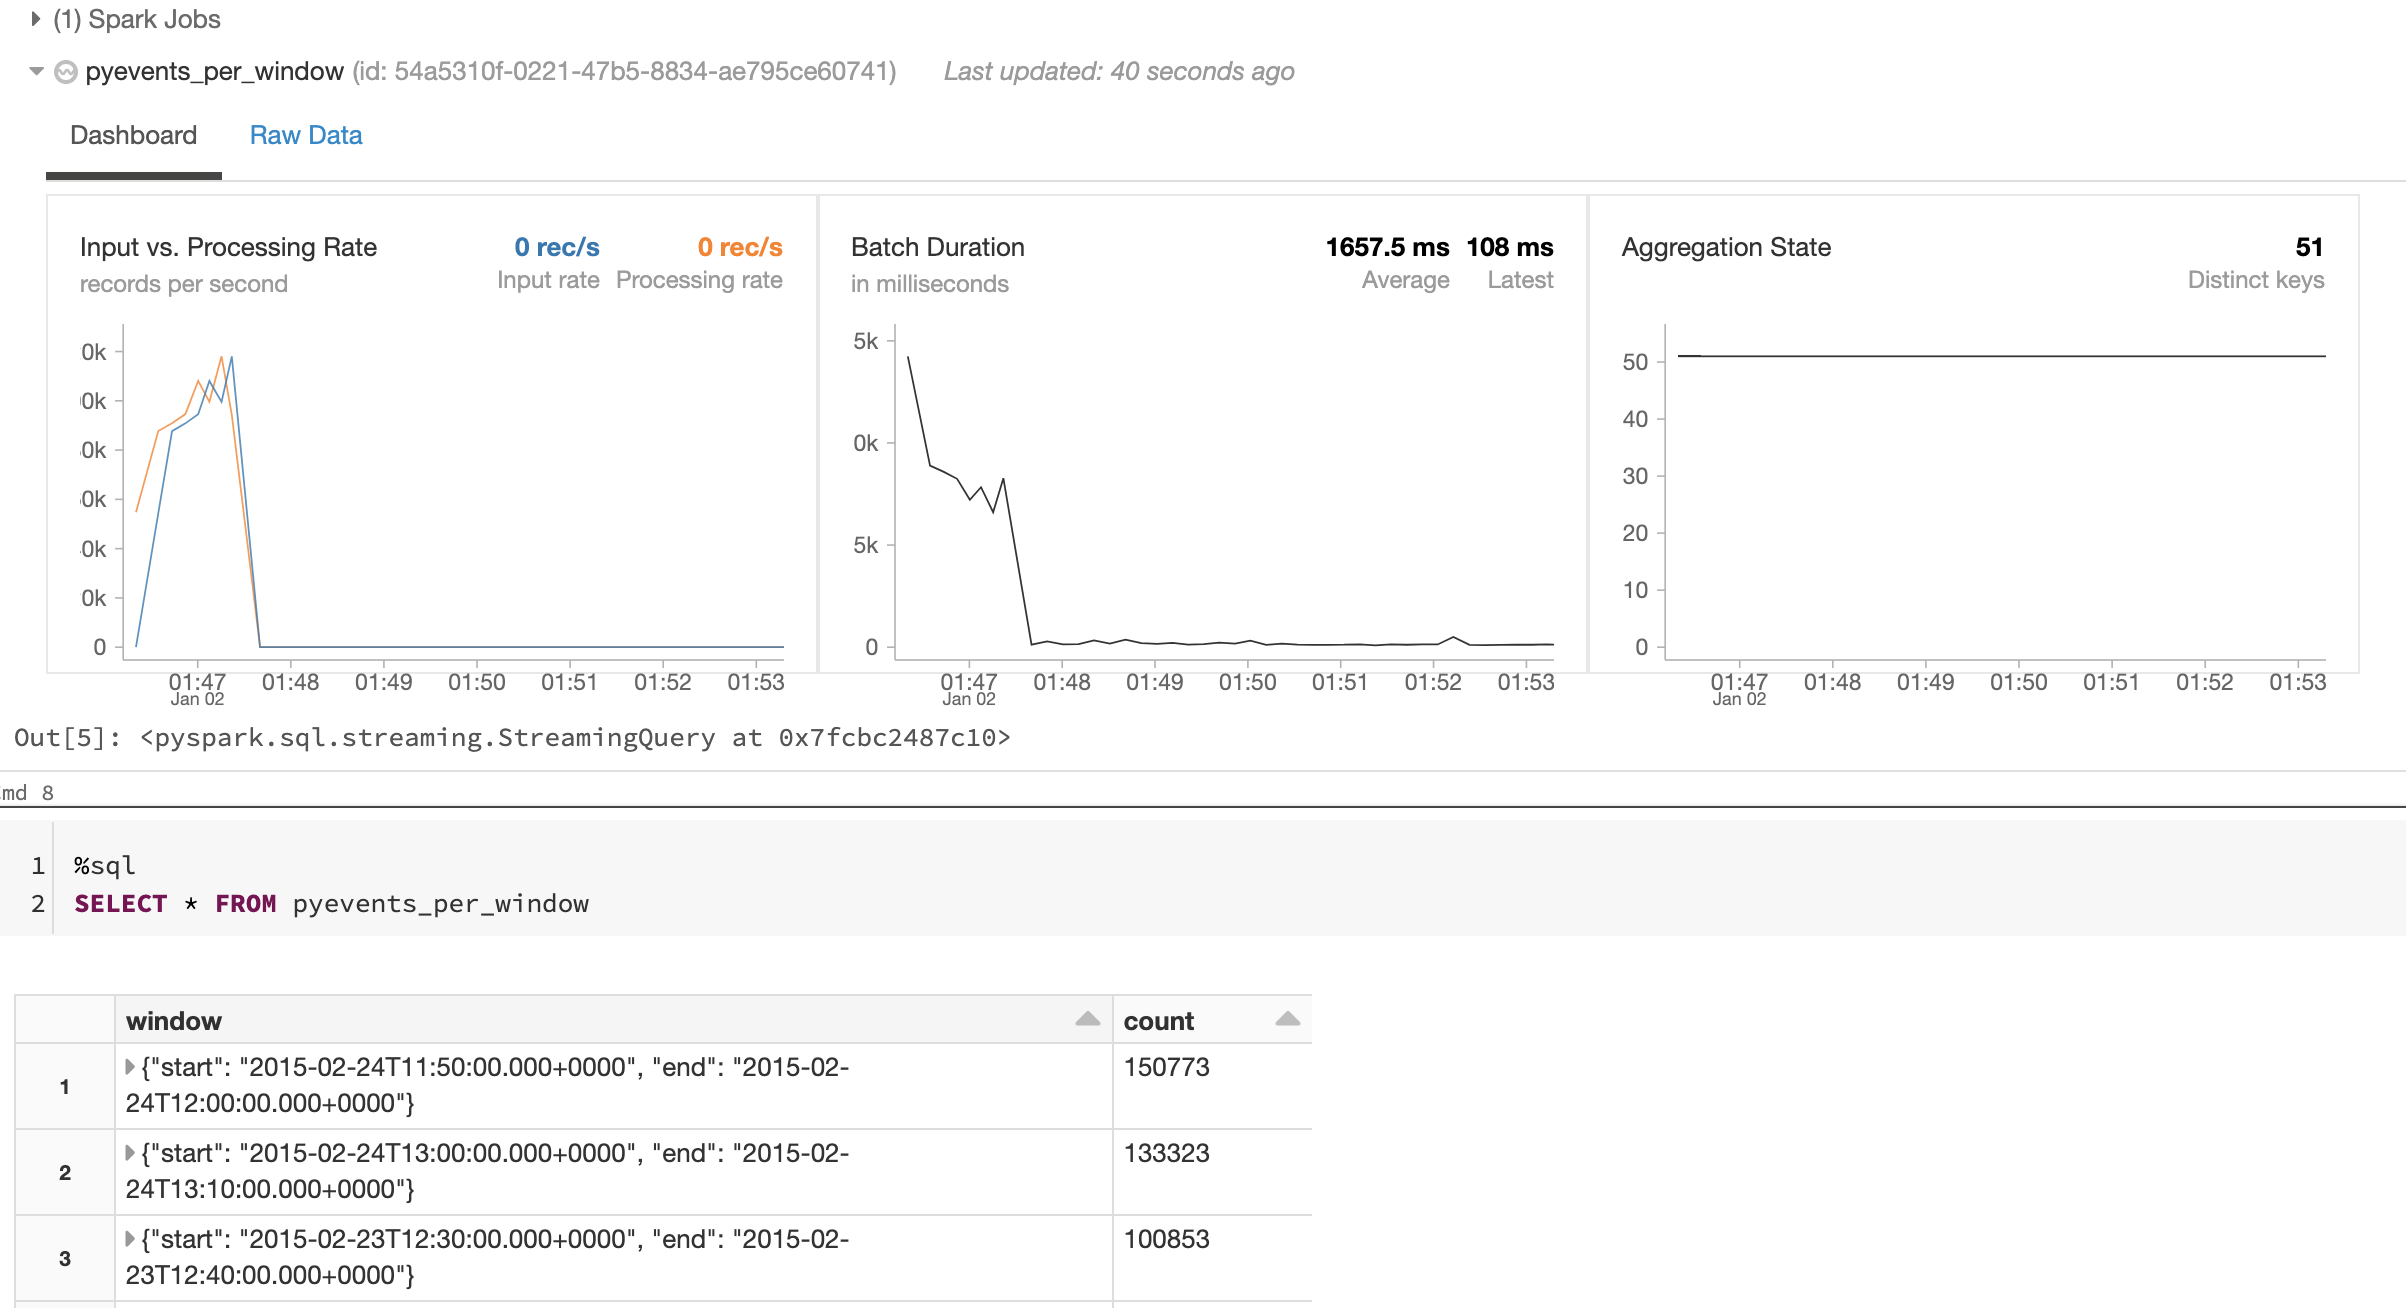 (1) Spark Jobs
pyevents_per_window (id: 54a5310f-0221-47b5-8834-ae795ce60741) Last updated: 40 seconds ago
Dashboard Raw Data
Input vs. Processing Rate 0 rec/s 0 rec/s
records per second Input rate Processing rate
0k
0k
0k
0k
0k
0k
0
01:47 01:48 01:49 01:50 01:51 01:52 01:53
Jan 02
Batch Duration 1657.5 ms 108 ms
in milliseconds Average Latest
5k
0k
5k
0
01:47 01:48 01:49 01:50 01:51 01:52 01:53
Jan 02
Aggregation State 51
Distinct keys
50
40
30
20
10
0
01:47 01:48 01:49 01:50 01:51 01:52 01:53
Jan 02
Out[5]: <pyspark.sql.streaming.StreamingQuery at 0x7fcbc2487c10>
md 8
1 %sql
2 SELECT * FROM pyevents_per_window
window count
1 {"start": "2015-02-24T11:50:00.000+0000", "end": "2015-02- 150773
24T12:00:00.000+0000"}
2 {"start": "2015-02-24T13:00:00.000+0000", "end": "2015-02- 133323
24T13:10:00.000+0000"}
3 {"start": "2015-02-23T12:30:00.000+0000", "end": "2015-02- 100853
23T12:40:00.000+0000"}